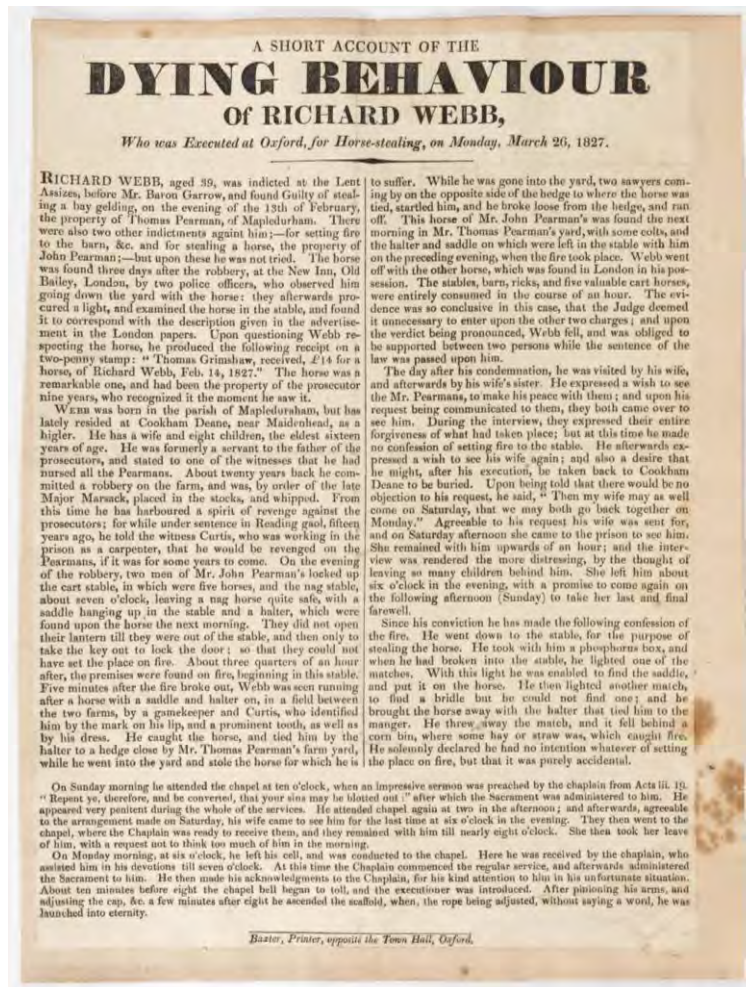 A SHORT ACCOUNT OF THE
DYING BEHAVIOUR
Of RICHARD WEBB,
Who was Executed at Oxford, for Horse-stealing, on Monday, March 26, 1827.
RICHARD WEBB, aged 39, was indicted at the Lent
Assizes, before Mr. Baron Garrow, and found Guilty of steal-
ing a bay gelding, on the evening of the 13th of February,
the property of Thomas Pearman, of Mapledurham. There
were also two other indictments againt him;—for setting fire
to the barn, &c. and for stealing a horse, the property of
John Pearman;—but upon these he was not tried. The horse
was found three days after the robbery, at the New Inn, Old
Bailey, London, by two police officers, who observed him
going down the yard with the horse: they afterwards pro-
cured a light, and examined the horse in the stable, and found
it to correspond with the description given in the advertise-
ment in the London papers. Upon questioning Webb re-
specting the horse, he produced the following receipt on a
two-penny stamp: " Thomas Grimshaw, received, £14 for a
horse, of Richard Webb, Feb. 14, 1827." The horse was a
remarkable one, and had been the property of the prosecutor
nine years, who recognized it the moment he saw it.
WEBB was born in the parish of Mapleduraham, but has
lately resided at Cookham Deane, near Maidenhead, as a
higler. He has a wife and eight children, the eldest sixteen
years of age. He was formerly a servant to the father of the
prosecutors, and stated to one of the witnesses that he had
nursed all the Pearmans. About twenty years back he com-
mitted a robbery on the farm, and was, by order of the late
Major Marsack, placed in the stocks, and whipped. From
this time he has harboured a spirit of revenge against the
prosecutors; for while under sentence in Reading gaol, fifteen
years ago, he told the witness Curtis, who was working in the
prison as a carpenter, that he would be revenged on the
Pearmans, if it was for some years to come. On the evening
of the robbery, two men of Mr. John Pearman's locked up
the cart stable, in which were five horses, and the nag stable,
about seven o'clock, leaving a nag horse quite safe, with a
saddle hanging up in the stable and a halter, which were
found upon the horse the next morning. They did not open
their lantern till they were out of the stable, and then only to
take the key out to lock the door; so that they could not
have set the place on fire. About three quarters of an hour
after, the premises were found on fire, beginning in this stable.
Five minutes after the fire broke out, Webb was seen running
after a horse with a saddle and halter on, in a field between
the two farms, by a gamekeeper and Curtis, who identified
him by the mark on his lip, and a prominent tooth, as well as
by his dress. He caught the horse, and tied him by the
halter to a hedge close by Mr. Thomas Pearman's farm yard,
while he went into the yard and stole the horse for which he is
to suffer. While he was gone into the yard, two sawyers com-
ing by on the opposite side of the hedge to where the horse was
tied, startled him, and he broke loose from the hedge, and ran
off. This horse of Mr. John Pearman's was found the next
morning in Mr. Thomas Pearman's yard, with some colts, and
the halter and saddle on which were left in the stable with him
on the preceding evening, when the fire took place. Webb went
off with the other horse, which was found in London in his pos-
session. The stables, barn, ricks, and five valuable cart horses,
were entirely consumed in the course of an hour. The evi-
dence was so conclusive in this case, that the Judge deemed
it unnecessary to enter upon the other two charges; and upon
the verdict being pronounced, Webb fell, and was obliged to
be supported between two persons while the sentence of the
law was passed upon him.
The day after his condemnation, he was visited by his wife,
and afterwards by his wife's sister. He expressed a wish to see
the Mr. Pearmans, to make his peace with them; and upon his
request being communicated to them, they both came over to
see him. During the interview, they expressed their entire
forgiveness of what had taken place; but at this time he made
no confession of setting fire to the stable. He afterwards ex-
pressed a wish to see his wife again; and also a desire that
he might, after his execution, be taken back to Cookham
Deane to be buried. Upon being told that there would be no
objection to his request, he said, " Then my wife may as well
come on Saturday, that we may both go back together on
Monday." Agreeable to his request his wife was sent for,
and on Saturday afternoon she came to the prison to see him.
She remained with him upwards of an hour; and the inter-
view was rendered the more distressing, by the thought of
leaving so many children behind him. She left him about
six o'clock in the evening, with a promise to come again on
the following afternoon (Sunday) to take her last and final
farewell.
Since his conviction he has made the following confession of
the fire. He went down to the stable, for the purpose of
stealing the horse. He took with him a phosphorus box, and
when he had broken into the stable, he lighted one of the
matches. With this light he was enabled to find the saddle,
and put it on the horse. He then lighted another match,
to find a bridle but he could not find one; and he
brought the horse away with the halter that tied him to the
manger. He threw away the match, and it fell behind a
corn bin, where some hay or straw was, which caught fire.
He solemnly declared he had no intention whatever of setting
the place on fire, but that it was purely accidental.
On Sunday morning he attended the chapel at ten o'clock, when an impressive sermon was preached by the chaplain from Acts iii. 19.
" Repent ye, therefore, and be converted, that your sins may be blotted out:" after which the Sacrament was administered to him. He
appeared very penitent during the whole of the services. He attended chapel again at two in the afternoon; and afterwards, agreeable
to the arrangement made on Saturday, his wife came to see him for the last time at six o'clock in the evening. They then went to the
chapel, where the Chaplain was ready to receive them, and they remained with him till nearly eight o'clock. She then took her leave
of him, with a request not to think too much of him in the morning.
On Monday morning, at six o'clock, he left his cell, and was conducted to the chapel. Here he was received by the chaplain, who
assisted him in his devotions till seven o'clock. At this time the Chaplain commenced the regular service, and afterwards administered
the Sacrament to him. He then made his acknowledgments to the Chaplain, for his kind attention to him in his unfortunate situation.
About ten minutes before eight the chapel bell began to toll, and the executioner was introduced. After pinioning his arms, and
adjusting the cap, &c. a few minutes after eight he ascended the scaffold, when, the rope being adjusted, without saying a word, he was
launched into eternity.
Baxter, Printer, opposite the Town Hall, Oxford.